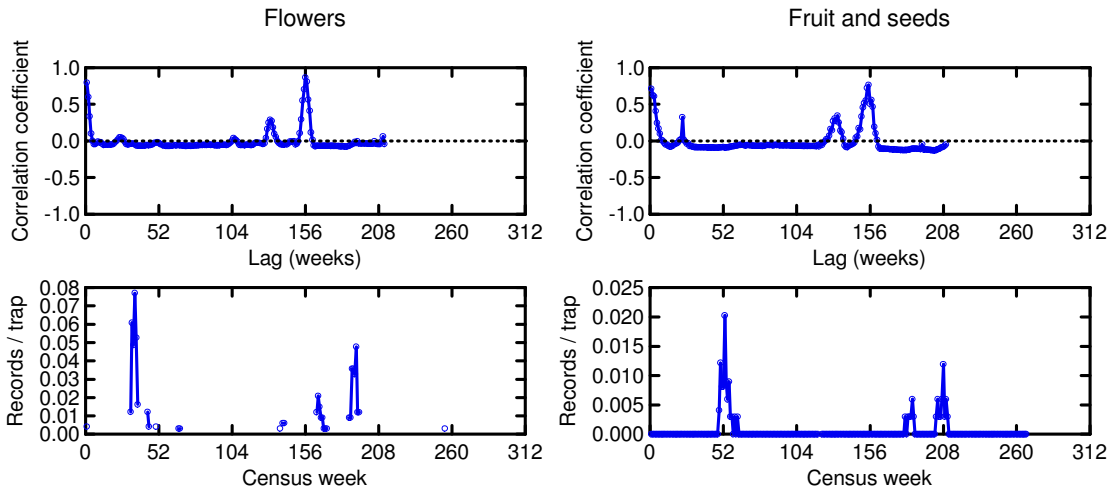 Flowers
Fruit and seeds
Correlation coefficient
1.0
0.5
0.0
-0.5
-1.0
0 52 104 156 208 260 312
Lag (weeks)
Correlation coefficient
1.0
0.5
0.0
-0.5
-1.0
0 52 104 156 208 260 312
Lag (weeks)
Records / trap
0.08
0.07
0.06
0.05
0.04
0.03
0.02
0.01
0.00
0 52 104 156 208 260 312
Census week
Records / trap
0.025
0.020
0.015
0.010
0.005
0.000
0 52 104 156 208 260 312
Census week